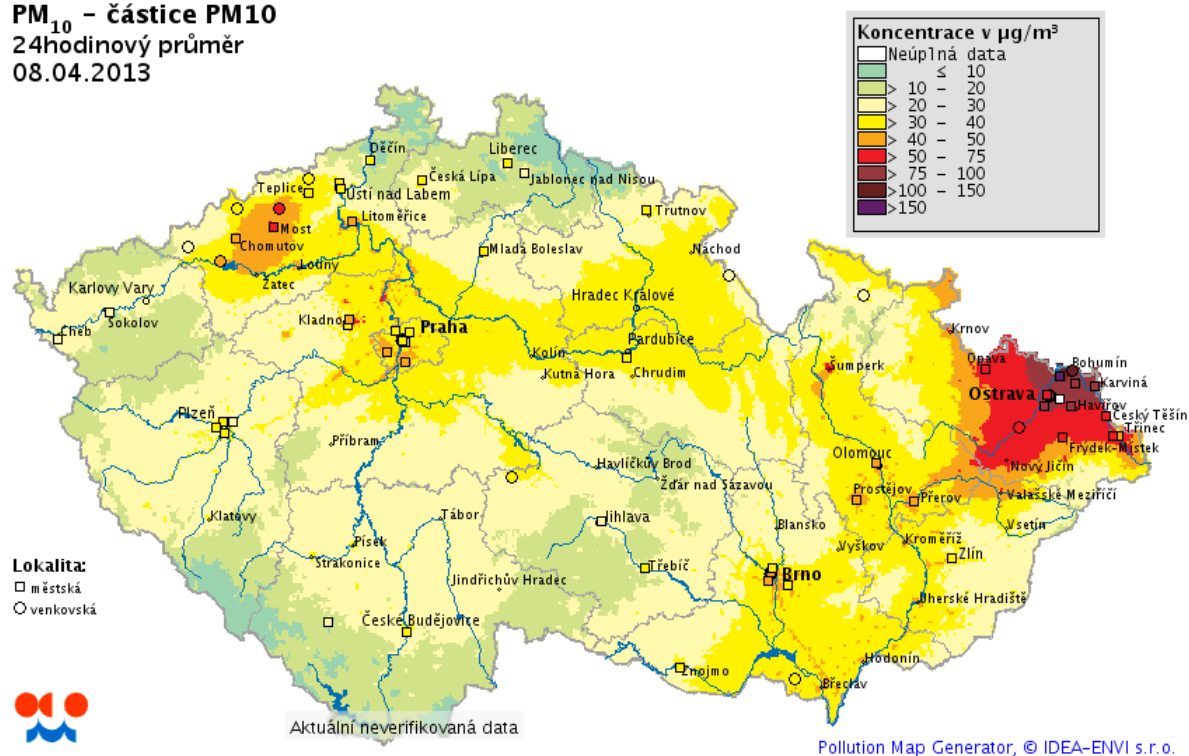 PM10 – částice PM10
24hodinový průměr
08.04.2013
Koncentrace v µg/m³
Neúplná data
≤ 10
> 10 – 20
> 20 – 30
> 30 – 40
> 40 – 50
> 50 – 75
> 75 – 100
>100 – 150
>150
Děčín
Liberec
Teplice
Ústí nad Labem
Česká Lípa
Jablonec nad Nisou
Litoměřice
Trutnov
Most
Chomutov
Mladá Boleslav
Náchod
Louny
Žatec
Karlovy Vary
Hradec Králové
Sokolov
Kladno
Praha
Cheb
Krnov
Pardubice
Kolín
Opava
Bohumín
Kutná Hora
Chrudim
Šumperk
Karviná
Ostrava
Havířov
Plzeň
Český Těšín
Třinec
Příbram
Frýdek-Místek
Olomouc
Havlíčkův Brod
Nový Jičín
Žďár nad Sázavou
Prostějov
Přerov
Valašské Meziříčí
Klatovy
Tábor
Jihlava
Blansko
Vsetín
Písek
Vyškov
Kroměříž
Strakonice
Zlín
Třebíč
Brno
Jindřichův Hradec
Uherské Hradiště
České Budějovice
Hodonín
Znojmo
Břeclav
Lokalita:
městská
venkovská
Aktuální neverifikovaná data
Pollution Map Generator, © IDEA–ENVI s.r.o.